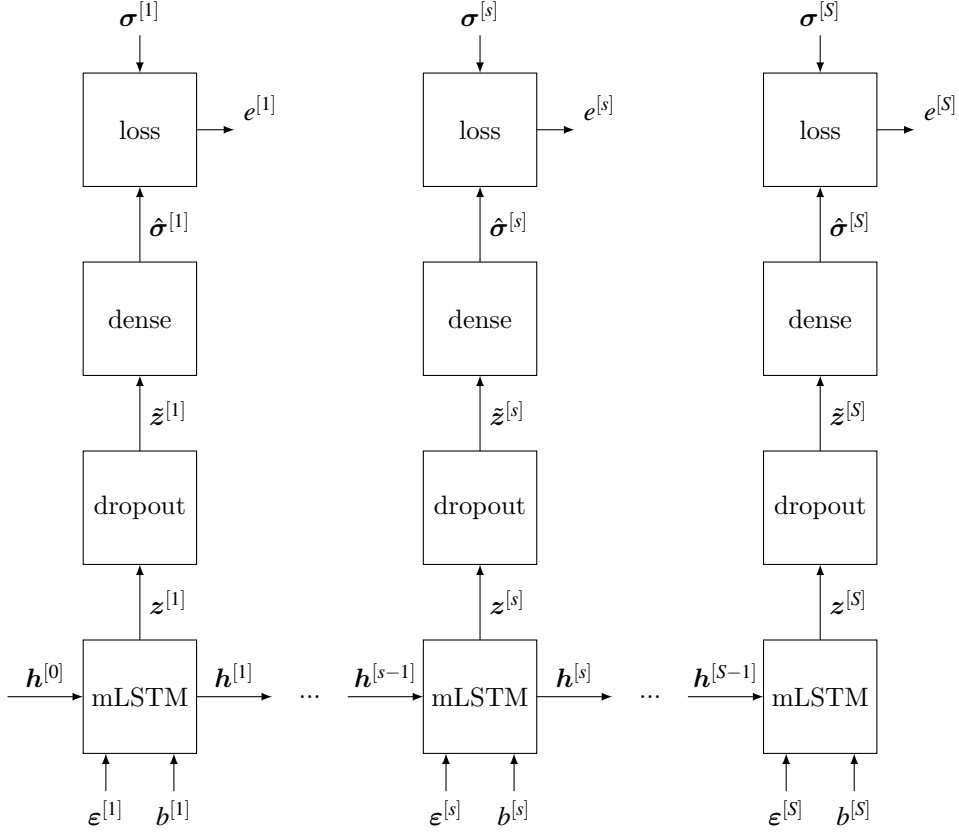 σ^[1] σ^[s] σ^[S]
loss e^[1] loss e^[s] loss e^[S]
σ̂^[1] σ̂^[s] σ̂^[S]
dense dense dense
z̃^[1] z̃^[s] z̃^[S]
dropout dropout dropout
z^[1] z^[s] z^[S]
h^[0] mLSTM h^[1] ... h^[s−1] mLSTM h^[s] ... h^[S−1] mLSTM
ε^[1] b^[1] ε^[s] b^[s] ε^[S] b^[S]